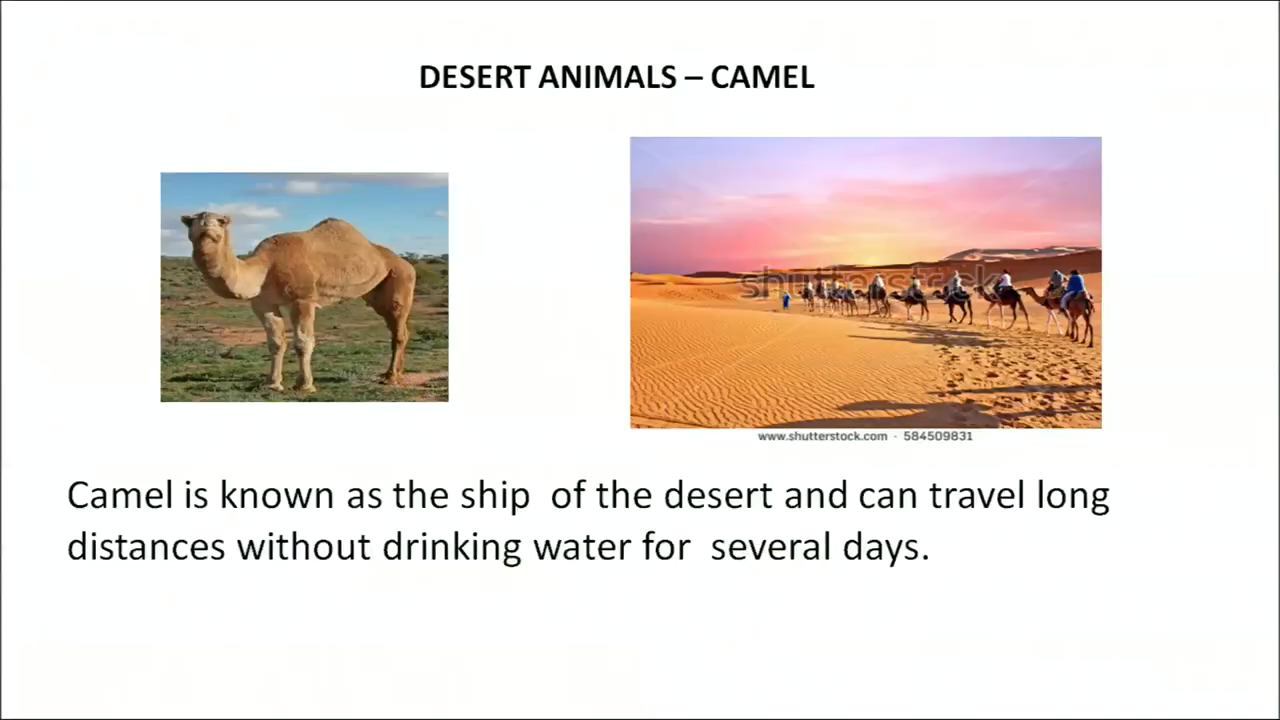 DESERT ANIMALS – CAMEL
shutterstock
www.shutterstock.com · 584509831
Camel is known as the ship of the desert and can travel long
distances without drinking water for several days.